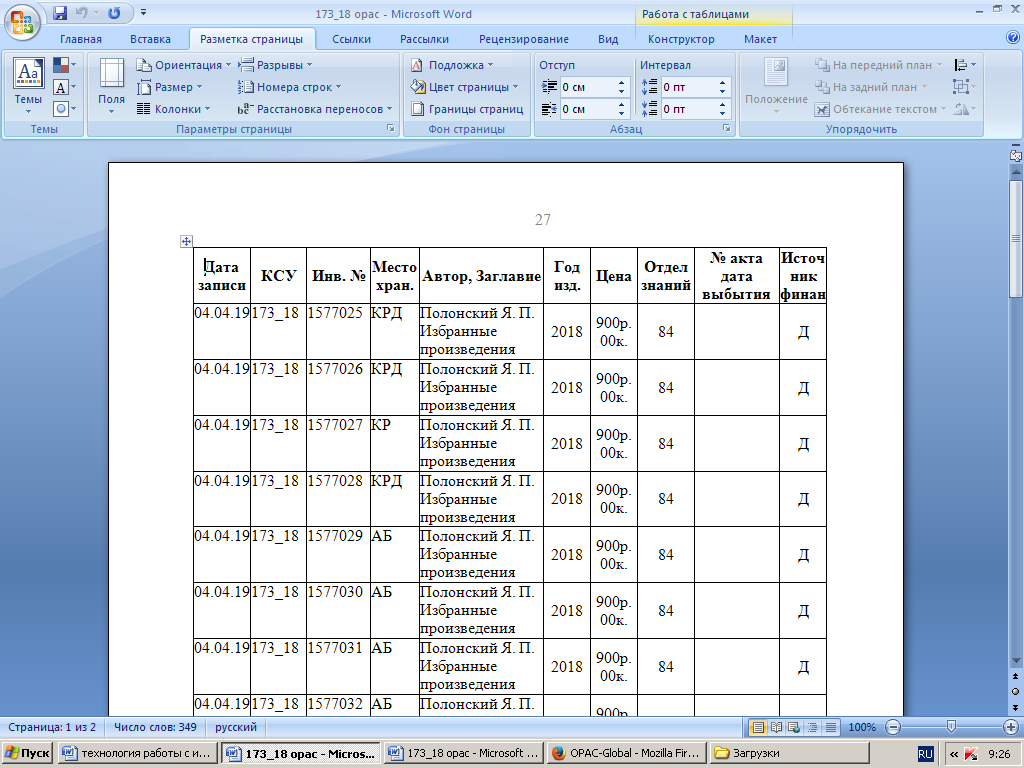 173_18 opac - Microsoft Word
Работа с таблицами
Главная Вставка Разметка страницы Ссылки Рассылки Рецензирование Вид Конструктор Макет
Темы
Темы
Поля
Ориентация
Размер
Колонки
Разрывы
Номера строк
Расстановка переносов
Параметры страницы
Подложка
Цвет страницы
Границы страниц
Фон страницы
Отступ
0 см
0 см
Интервал
0 пт
0 пт
Абзац
Положение
На передний план
На задний план
Обтекание текстом
Упорядочить
27
Дата записи КСУ Инв. № Место хран. Автор, Заглавие Год изд. Цена Отдел знаний № акта дата выбытия Источ ник финан
04.04.19 173_18 1577025 КРД Полонский Я. П. Избранные произведения 2018 900р. 00к. 84 Д
04.04.19 173_18 1577026 КРД Полонский Я. П. Избранные произведения 2018 900р. 00к. 84 Д
04.04.19 173_18 1577027 КР Полонский Я. П. Избранные произведения 2018 900р. 00к. 84 Д
04.04.19 173_18 1577028 КРД Полонский Я. П. Избранные произведения 2018 900р. 00к. 84 Д
04.04.19 173_18 1577029 АБ Полонский Я. П. Избранные произведения 2018 900р. 00к. 84 Д
04.04.19 173_18 1577030 АБ Полонский Я. П. Избранные произведения 2018 900р. 00к. 84 Д
04.04.19 173_18 1577031 АБ Полонский Я. П. Избранные произведения 2018 900р. 00к. 84 Д
04.04.19 173_18 1577032 АБ Полонский Я. П. 900р.
Страница: 1 из 2 Число слов: 349 русский 100%
Пуск технология работы с и... 173_18 opac - Micros... 173_18 opac - Microsoft ... OPAC-Global - Mozilla Fir... Загрузки RU « 9:26